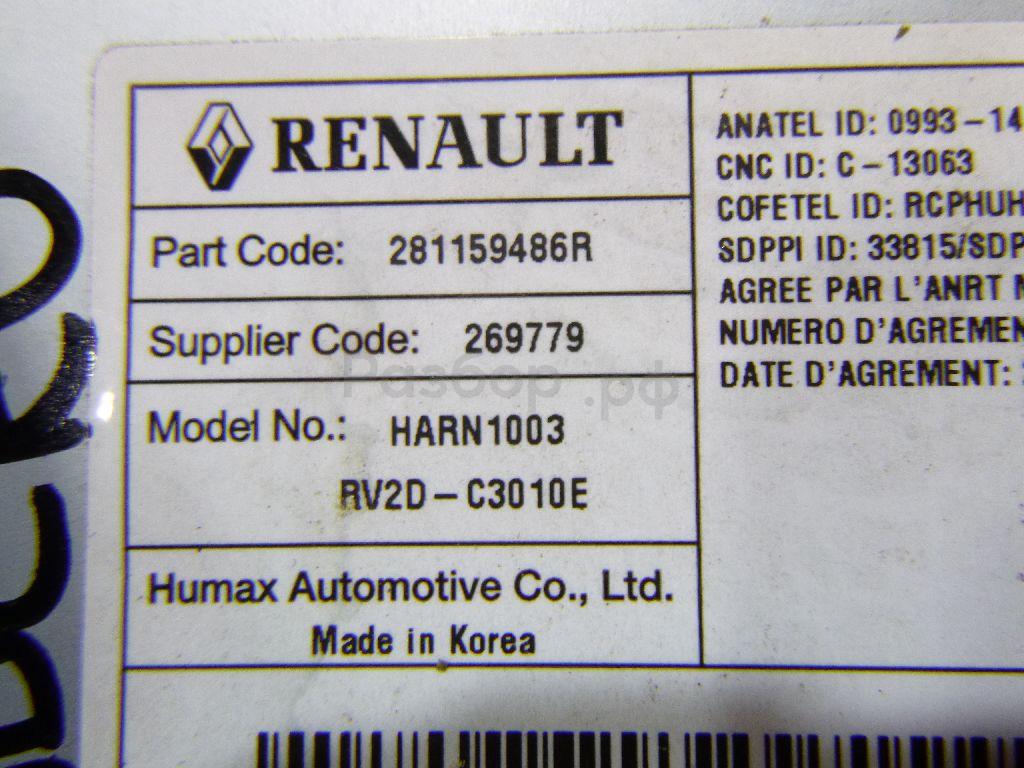 RENAULT
Part Code: 281159486R
Supplier Code: 269779
Model No.: HARN1003
RV2D-C3010E
Humax Automotive Co., Ltd.
Made in Korea
ANATEL ID: 0993-14
CNC ID: C-13063
COFETEL ID: RCPHUH
SDPPI ID: 33815/SDP
AGREE PAR L'ANRT
NUMERO D'AGREMEN
DATE D'AGREMENT:
Разбор.рф